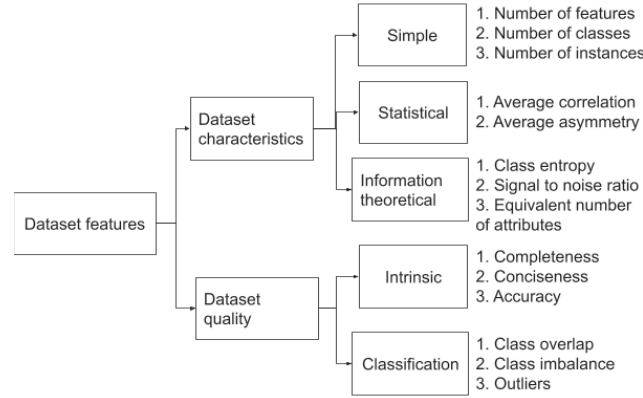 Dataset features
Dataset
characteristics
Simple
1. Number of features
2. Number of classes
3. Number of instances
Statistical
1. Average correlation
2. Average asymmetry
Information
theoretical
1. Class entropy
2. Signal to noise ratio
3. Equivalent number
of attributes
Dataset
quality
Intrinsic
1. Completeness
2. Conciseness
3. Accuracy
Classification
1. Class overlap
2. Class imbalance
3. Outliers